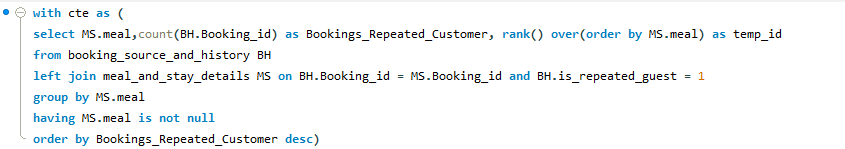 with cte as (
select MS.meal,count(BH.Booking_id) as Bookings_Repeated_Customer, rank() over(order by MS.meal) as temp_id
from booking_source_and_history BH
left join meal_and_stay_details MS on BH.Booking_id = MS.Booking_id and BH.is_repeated_guest = 1
group by MS.meal
having MS.meal is not null
order by Bookings_Repeated_Customer desc)